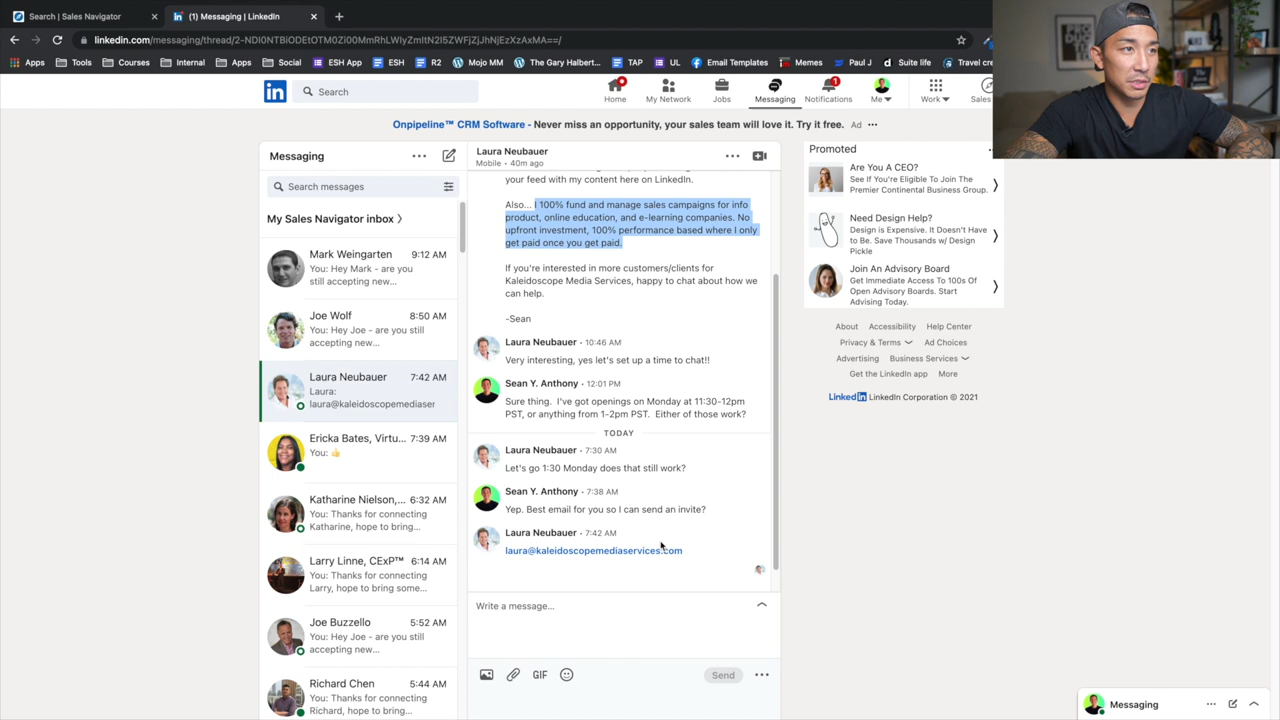 Search | Sales Navigator
(1) Messaging | LinkedIn
linkedin.com/messaging/thread/2-NDI0NTBiODEtOTM0Zi00MmRhLWIyZmItN2I5ZWFjZjJhNjEzXzAxMA==/
Apps
Tools
Courses
Internal
Apps
Social
ESH App
ESH
R2
Mojo MM
The Gary Halbert...
TAP
UL
Email Templates
Memes
Paul J
Suite life
Travel cre
Search
Home
My Network
Jobs
Messaging
Notifications
1
Me
Work
Sales
Onpipeline™ CRM Software - Never miss an opportunity, your sales team will love it. Try it free. Ad
Messaging
Search messages
My Sales Navigator inbox
Mark Weingarten 9:12 AM
You: Hey Mark - are you
still accepting new...
Joe Wolf 8:50 AM
You: Hey Joe - are you still
accepting new...
Laura Neubauer 7:42 AM
Laura:
laura@kaleidoscopemediaser
Ericka Bates, Virtu... 7:39 AM
You: 👍
Katharine Nielson,... 6:32 AM
You: Thanks for connecting
Katharine, hope to bring...
Larry Linne, CExP™ 6:14 AM
You: Thanks for connecting
Larry, hope to bring some...
Joe Buzzello 5:52 AM
You: Hey Joe - are you still
accepting new...
Richard Chen 5:44 AM
You: Thanks for connecting
Richard, hope to bring...
Laura Neubauer
Mobile • 40m ago
your feed with my content here on LinkedIn.
Also... I 100% fund and manage sales campaigns for info
product, online education, and e-learning companies. No
upfront investment, 100% performance based where I only
get paid once you get paid.
If you're interested in more customers/clients for
Kaleidoscope Media Services, happy to chat about how we
can help.
-Sean
Laura Neubauer • 10:46 AM
Very interesting, yes let's set up a time to chat!!
Sean Y. Anthony • 12:01 PM
Sure thing. I've got openings on Monday at 11:30-12pm
PST, or anything from 1-2pm PST. Either of those work?
TODAY
Laura Neubauer • 7:30 AM
Let's go 1:30 Monday does that still work?
Sean Y. Anthony • 7:38 AM
Yep. Best email for you so I can send an invite?
Laura Neubauer • 7:42 AM
laura@kaleidoscopemediaservices.com
Write a message...
GIF
Send
Promoted
Are You A CEO?
See If You're Eligible To Join The
Premier Continental Business Group.
Need Design Help?
Design is Expensive. It Doesn't Have
to Be. Save Thousands w/ Design
Pickle
Join An Advisory Board
Get Immediate Access To 100s Of
Open Advisory Boards. Start
Advising Today.
About Accessibility Help Center
Privacy & Terms Ad Choices
Advertising Business Services
Get the LinkedIn app More
LinkedIn LinkedIn Corporation © 2021
Messaging